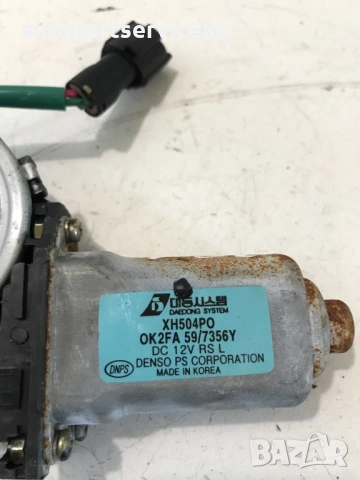 대동시스템
DAEDONG SYSTEM
XH504PO
OK2FA 59/7356Y
DC 12V RS L
DENSO PS CORPORATION
DNPS
MADE IN KOREA
BAZAR